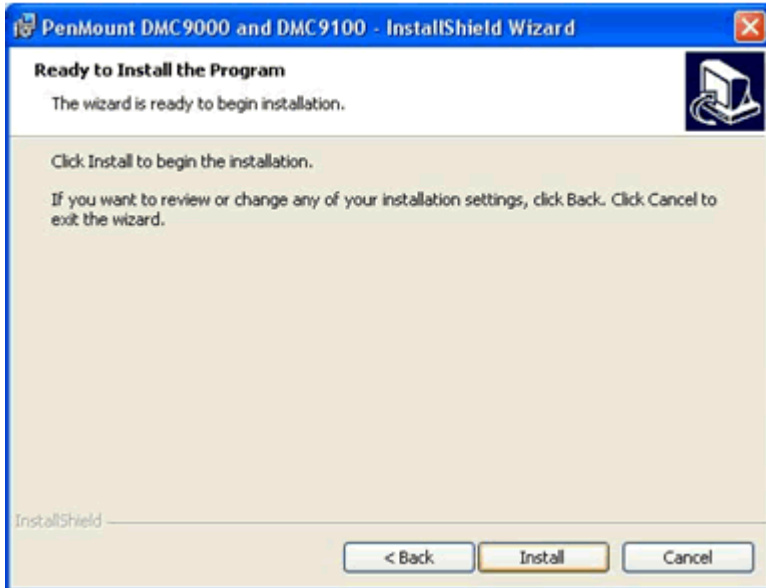 PenMount DMC9000 and DMC9100 - InstallShield Wizard
Ready to Install the Program
The wizard is ready to begin installation.
Click Install to begin the installation.
If you want to review or change any of your installation settings, click Back. Click Cancel to
exit the wizard.
InstallShield
< Back
Install
Cancel